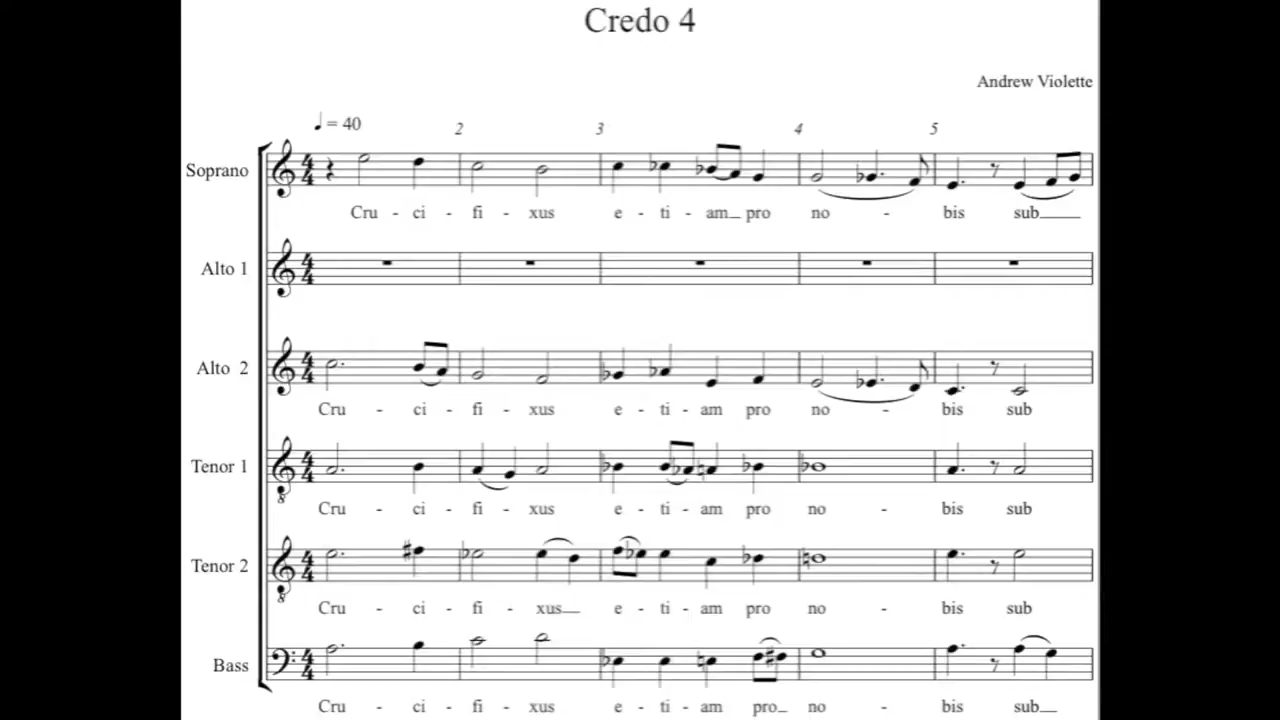 Credo 4
Andrew Violette
♩ = 40
2 3 4 5
Soprano
Cru - ci - fi - xus e - ti - am pro no - bis sub
Alto 1
Alto 2
Cru - ci - fi - xus e - ti - am pro no - bis sub
Tenor 1
8
Cru - ci - fi - xus e - ti - am pro no - bis sub
Tenor 2
8
Cru - ci - fi - xus e - ti - am pro no - bis sub
Bass
Cru - ci - fi - xus e - ti - am pro no - bis sub